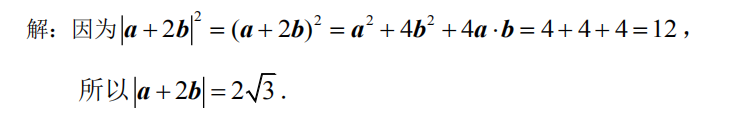 解：因为|a + 2b|² = (a + 2b)² = a² + 4b² + 4a · b = 4 + 4 + 4 = 12，
所以|a + 2b| = 2√3 .